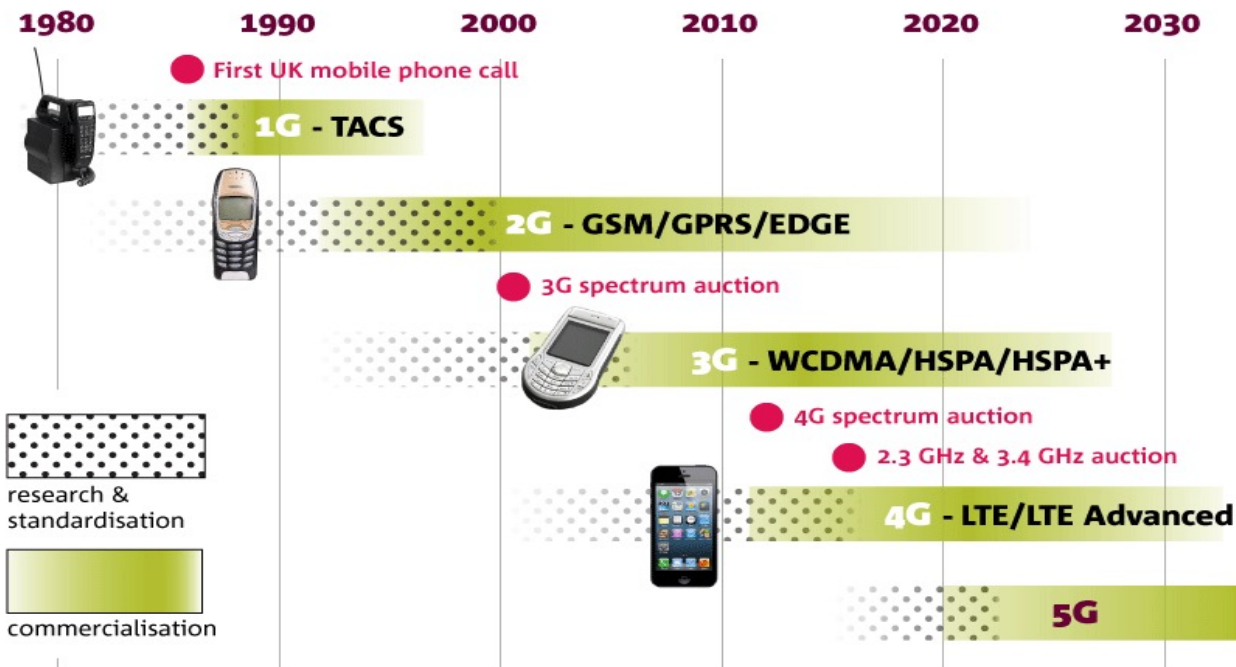 1980 1990 2000 2010 2020 2030
First UK mobile phone call
1G - TACS
2G - GSM/GPRS/EDGE
3G spectrum auction
3G - WCDMA/HSPA/HSPA+
4G spectrum auction
2.3 GHz & 3.4 GHz auction
research &
standardisation
4G - LTE/LTE Advanced
5G
commercialisation